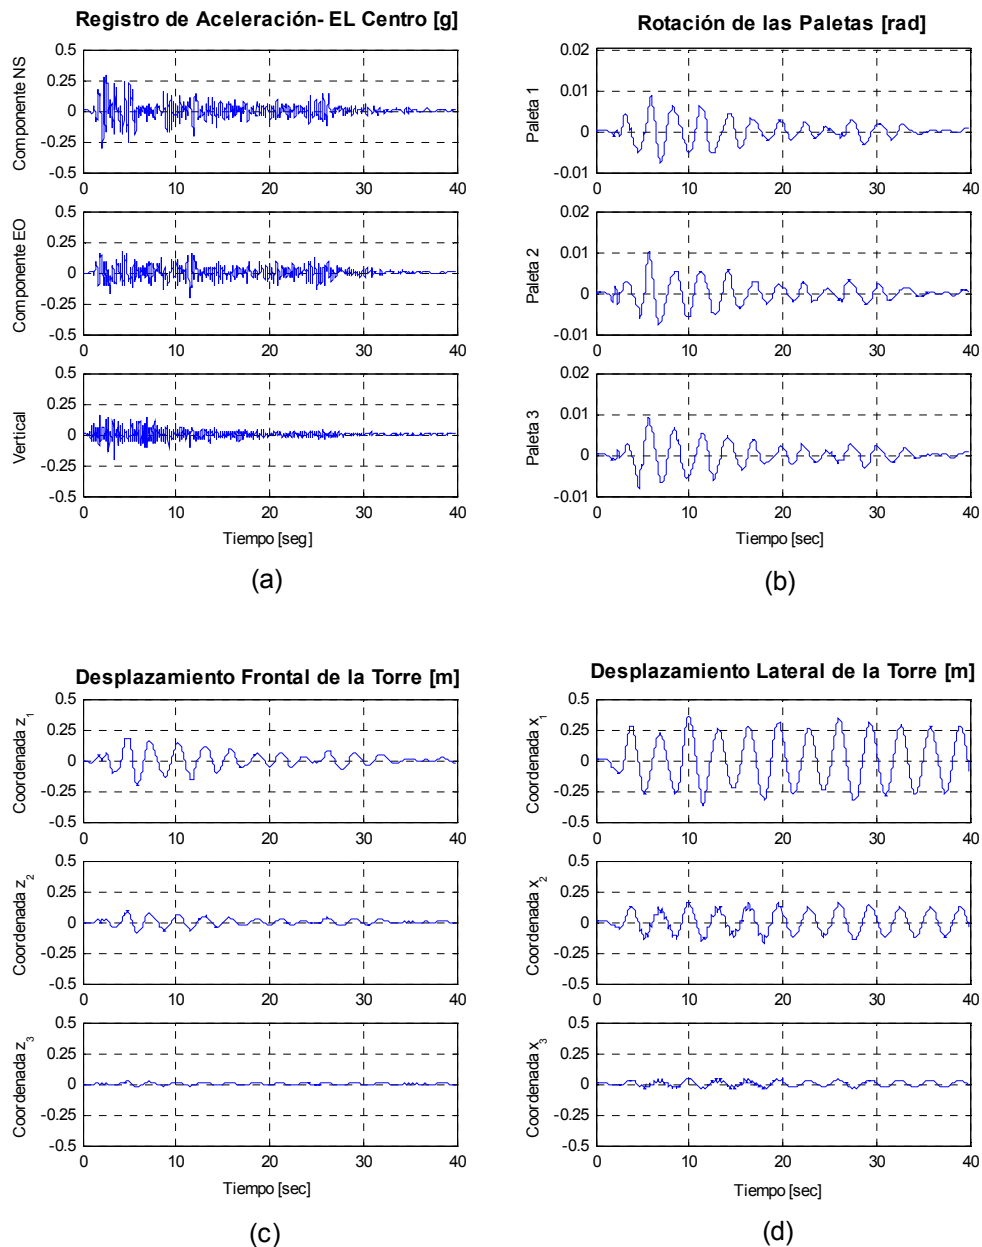 Registro de Aceleración- EL Centro [g]
Componente NS
0.5
0.25
0
-0.25
-0.5
0 10 20 30 40
Componente EO
0.5
0.25
0
-0.25
-0.5
0 10 20 30 40
Vertical
0.5
0.25
0
-0.25
-0.5
0 10 20 30 40
Tiempo [seg]
(a)
Rotación de las Paletas [rad]
Paleta 1
0.02
0.01
0
-0.01
0 10 20 30 40
Paleta 2
0.02
0.01
0
-0.01
0 10 20 30 40
Paleta 3
0.02
0.01
0
-0.01
0 10 20 30 40
Tiempo [sec]
(b)
Desplazamiento Frontal de la Torre [m]
Coordenada z1
0.5
0.25
0
-0.25
-0.5
0 10 20 30 40
Coordenada z2
0.5
0.25
0
-0.25
-0.5
0 10 20 30 40
Coordenada z3
0.5
0.25
0
-0.25
-0.5
0 10 20 30 40
Tiempo [sec]
(c)
Desplazamiento Lateral de la Torre [m]
Coordenada x1
0.5
0.25
0
-0.25
-0.5
0 10 20 30 40
Coordenada x2
0.5
0.25
0
-0.25
-0.5
0 10 20 30 40
Coordenada x3
0.5
0.25
0
-0.25
-0.5
0 10 20 30 40
Tiempo [sec]
(d)